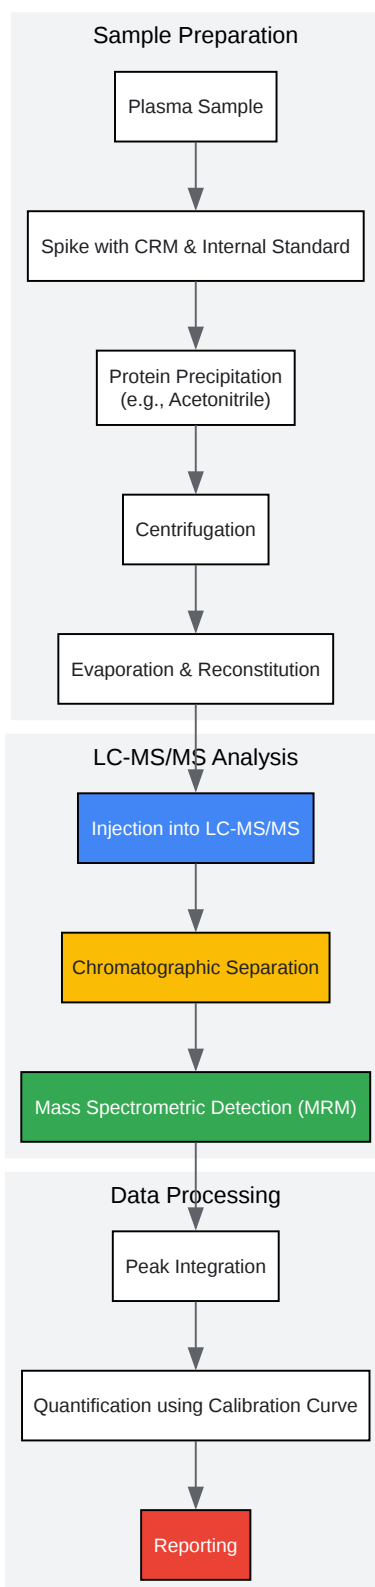 Sample Preparation
Plasma Sample
Spike with CRM & Internal Standard
Protein Precipitation
(e.g., Acetonitrile)
Centrifugation
Evaporation & Reconstitution
LC-MS/MS Analysis
Injection into LC-MS/MS
Chromatographic Separation
Mass Spectrometric Detection (MRM)
Data Processing
Peak Integration
Quantification using Calibration Curve
Reporting